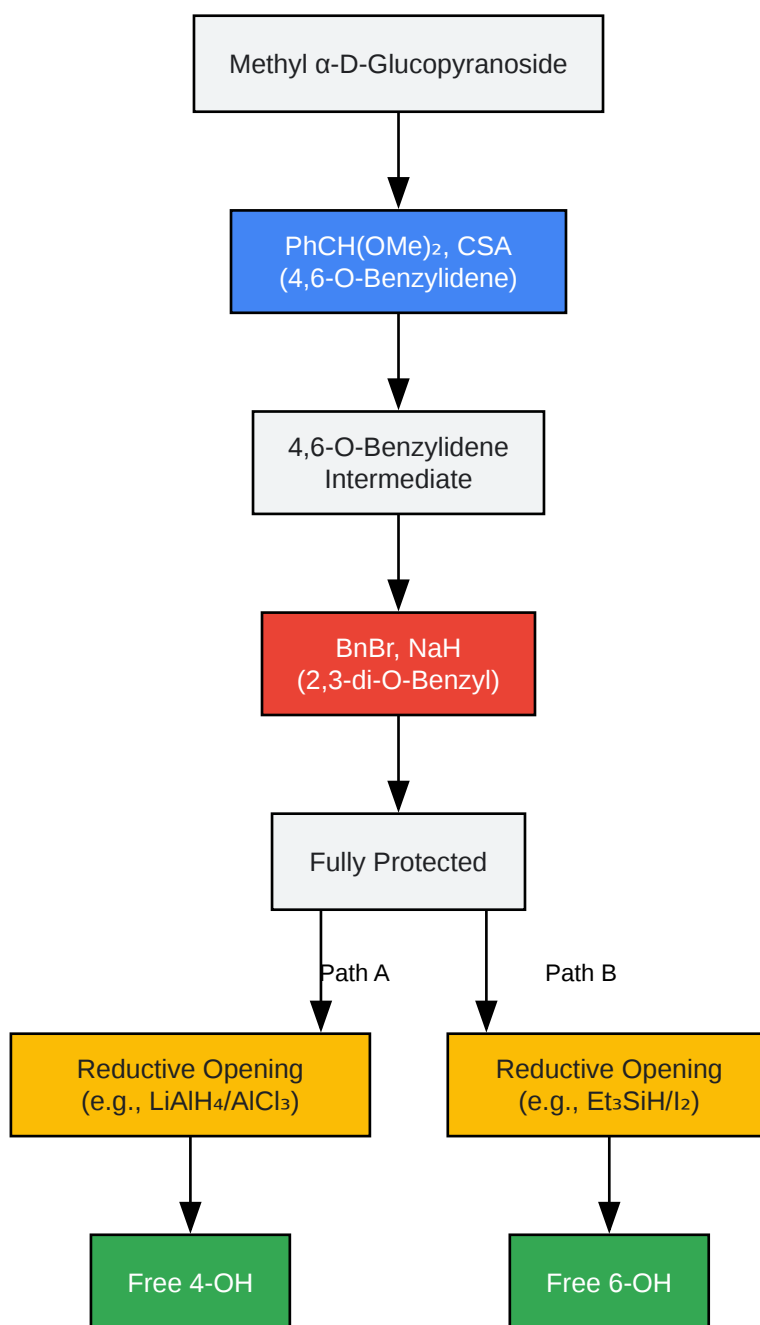 Methyl α-D-Glucopyranoside
PhCH(OMe)₂, CSA
(4,6-O-Benzylidene)
4,6-O-Benzylidene
Intermediate
BnBr, NaH
(2,3-di-O-Benzyl)
Fully Protected
Path A
Path B
Reductive Opening
(e.g., LiAlH₄/AlCl₃)
Reductive Opening
(e.g., Et₃SiH/I₂)
Free 4-OH
Free 6-OH